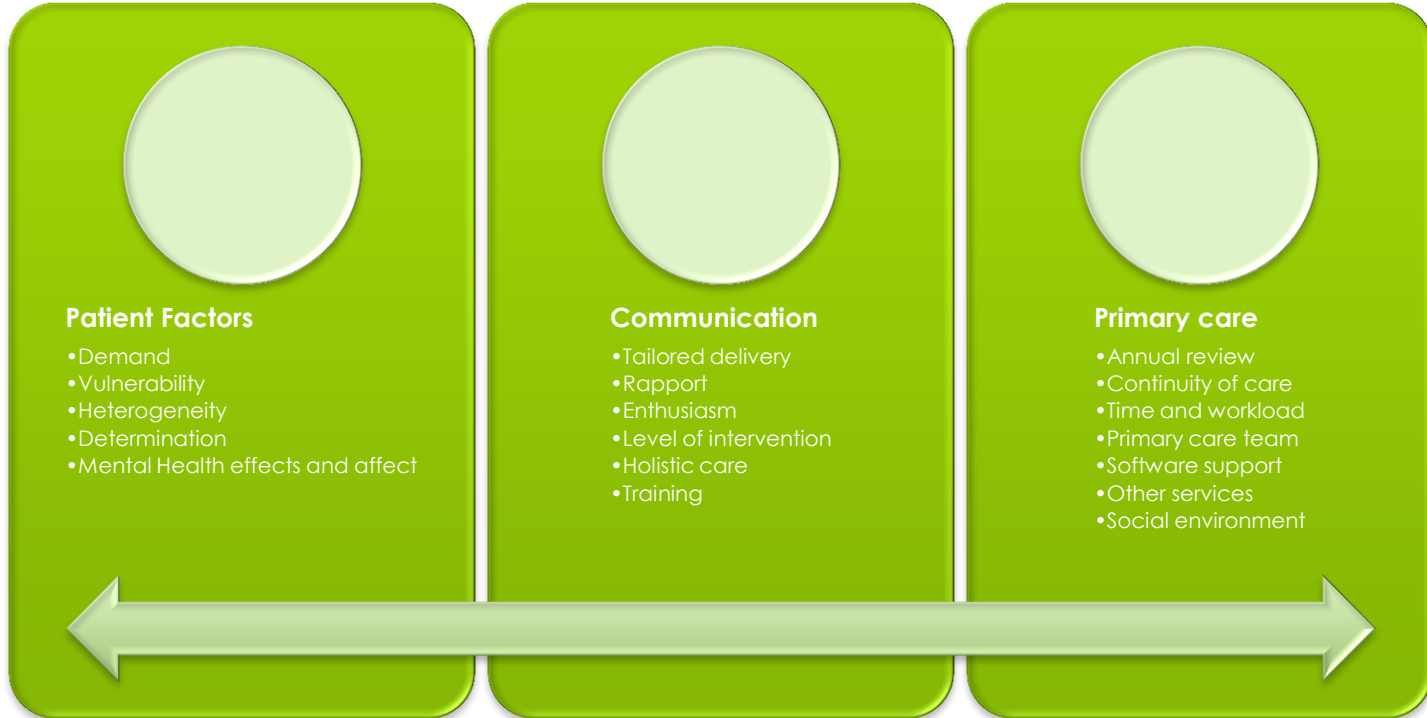 Patient Factors
•Demand
•Vulnerability
•Heterogeneity
•Determination
•Mental Health effects and affect
Communication
•Tailored delivery
•Rapport
•Enthusiasm
•Level of intervention
•Holistic care
•Training
Primary care
•Annual review
•Continuity of care
•Time and workload
•Primary care team
•Software support
•Other services
•Social environment